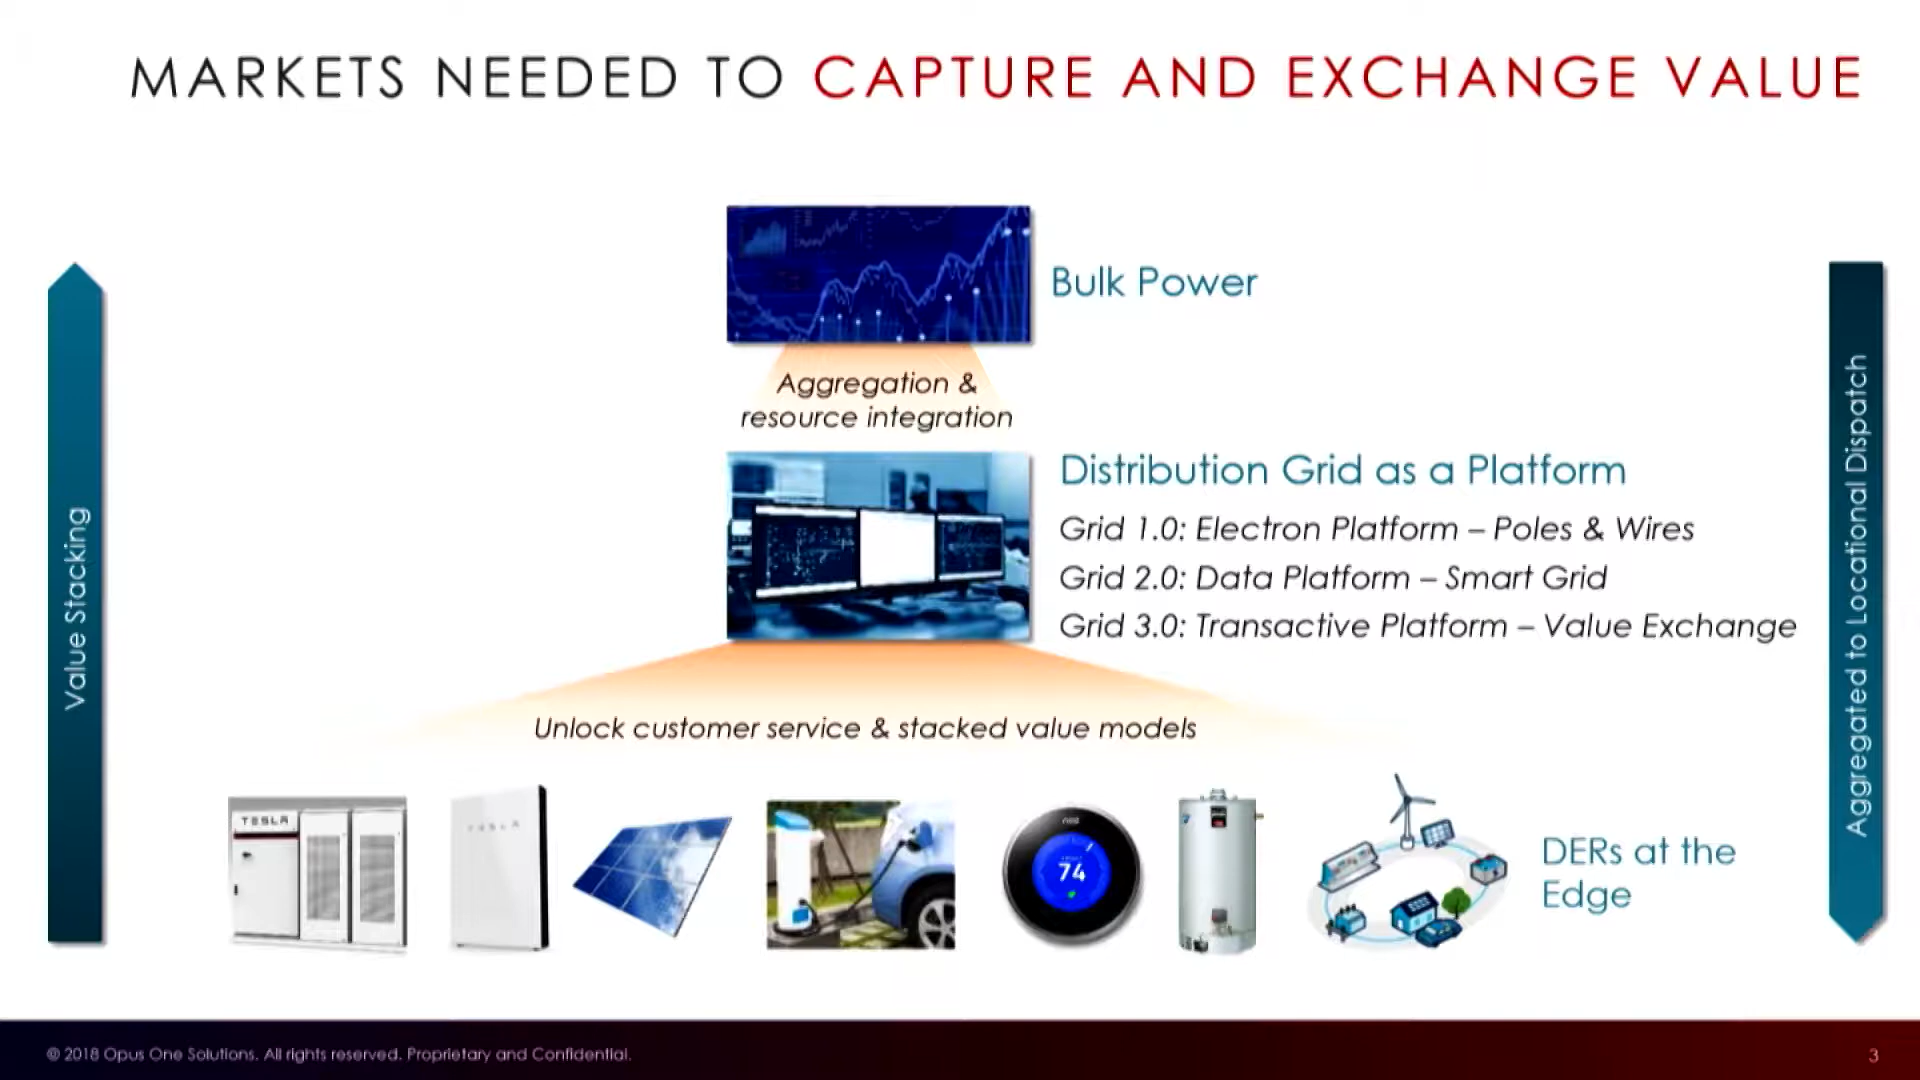 MARKETS NEEDED TO CAPTURE AND EXCHANGE VALUE
Bulk Power
Aggregation &
resource integration
Distribution Grid as a Platform
Grid 1.0: Electron Platform – Poles & Wires
Grid 2.0: Data Platform – Smart Grid
Grid 3.0: Transactive Platform – Value Exchange
Value Stacking
Aggregated to Locational Dispatch
Unlock customer service & stacked value models
TESLA
TESLA
nest
74
DERs at the
Edge
© 2018 Opus One Solutions. All rights reserved. Proprietary and Confidential.
3